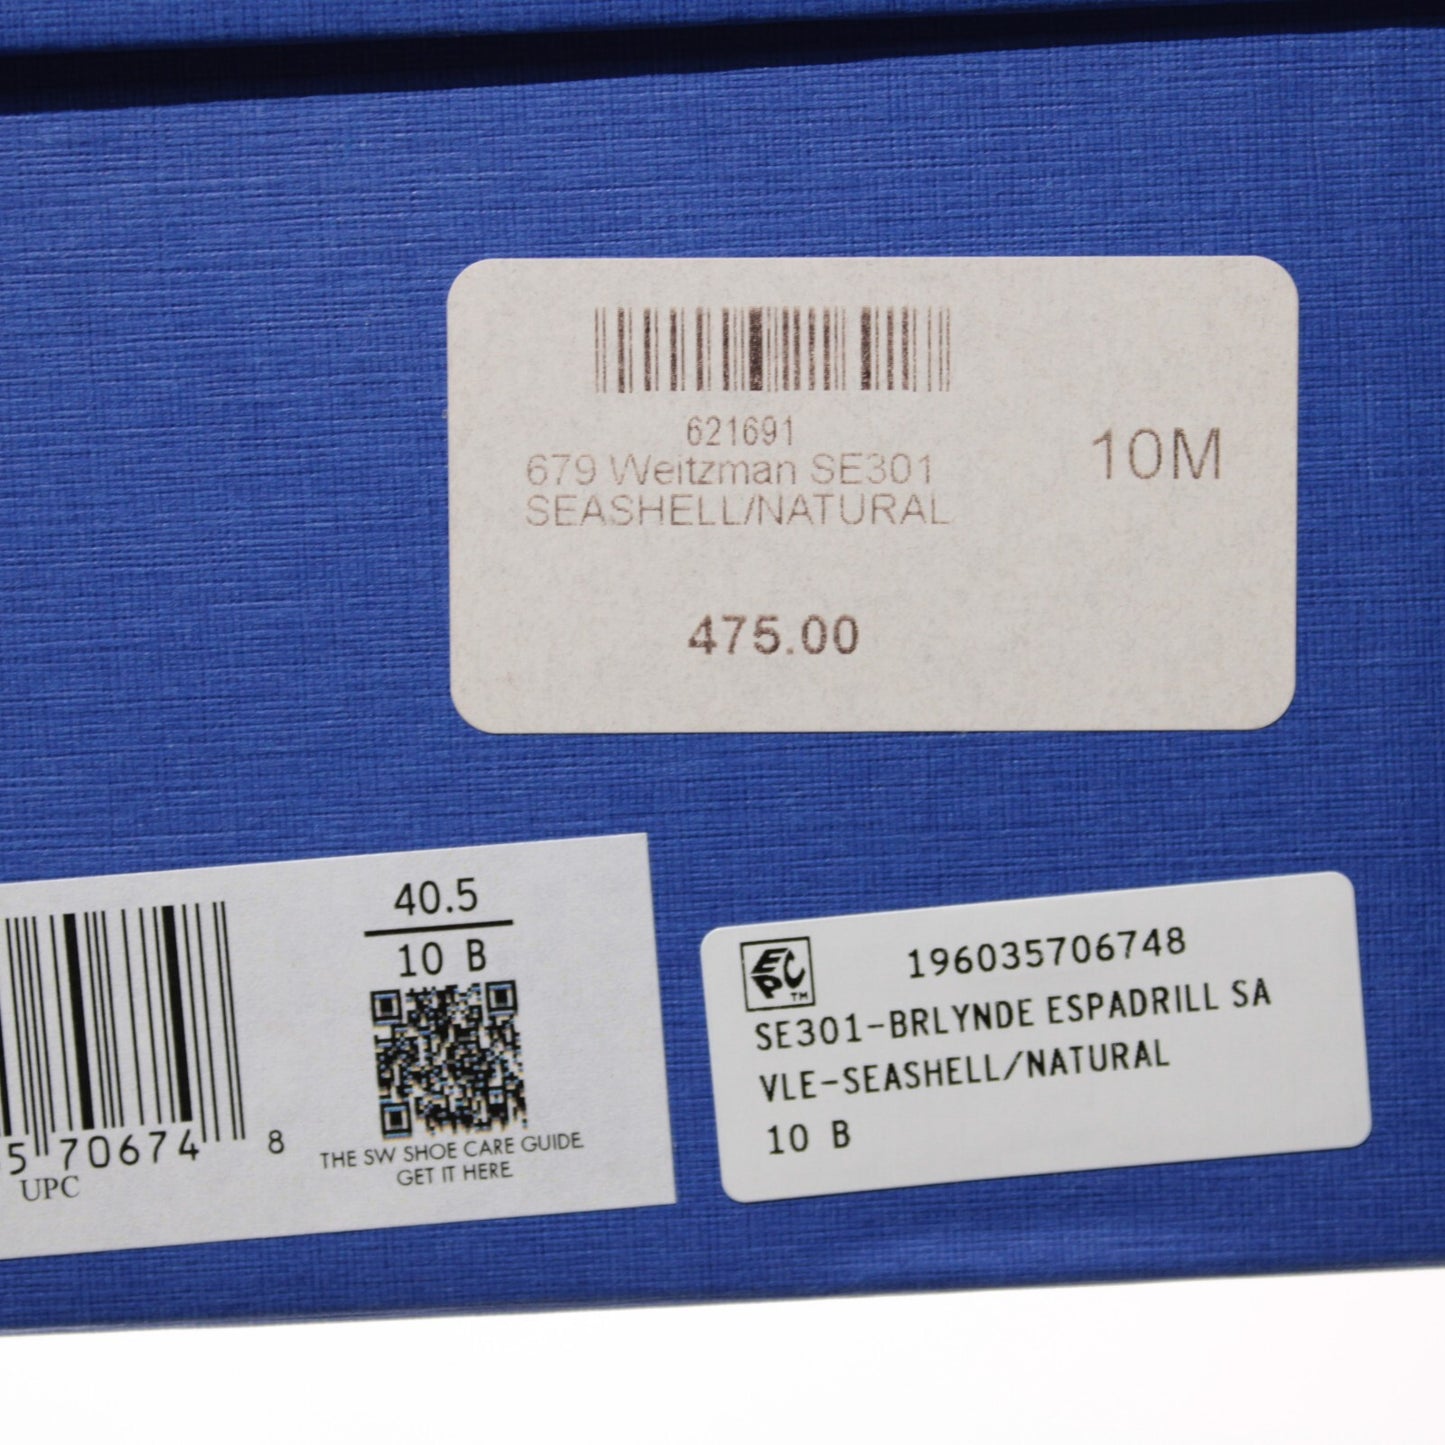 621691
679 Weitzman SE301
SEASHELL/NATURAL
10M
475.00
40.5
10 B
5 70674 8
UPC
THE SW SHOE CARE GUIDE.
GET IT HERE.
EPC™
196035706748
SE301-BRLYNDE ESPADRILL SA
VLE-SEASHELL/NATURAL
10 B